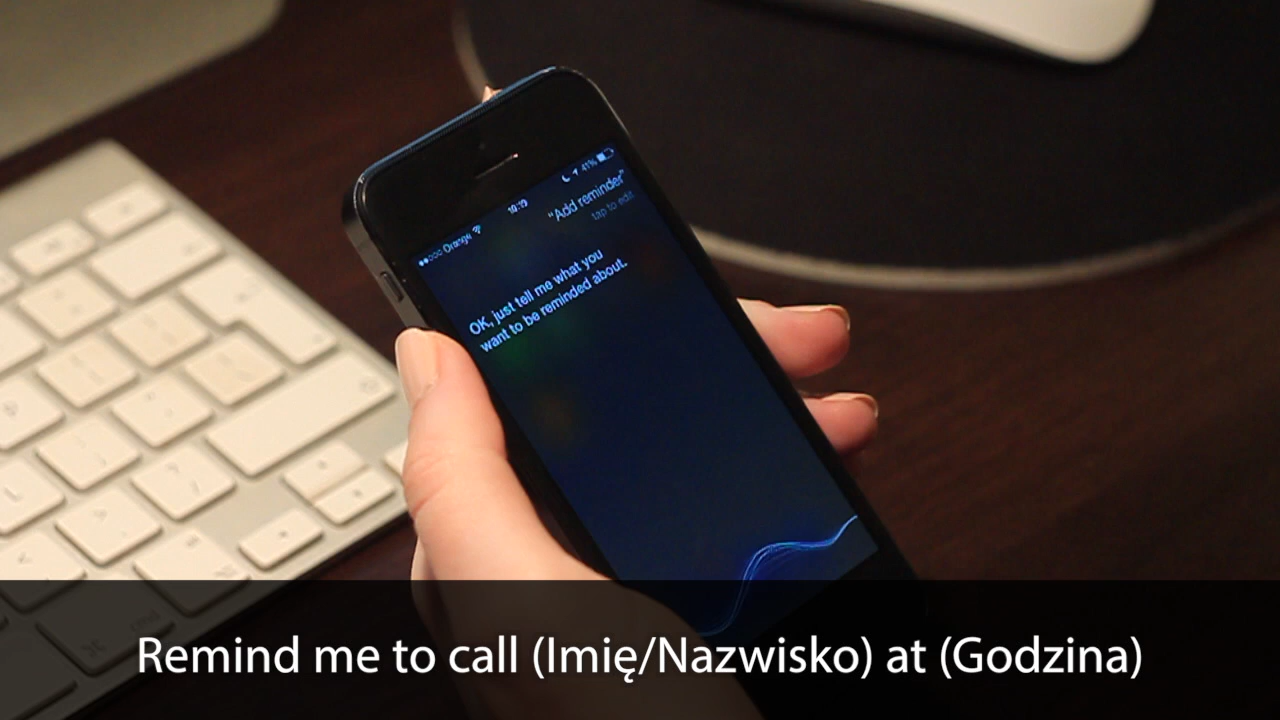 Orange
10:19
41%
“Add reminder”
tap to edit
OK, just tell me what you
want to be reminded about.
cmd
Remind me to call (Imię/Nazwisko) at (Godzina)